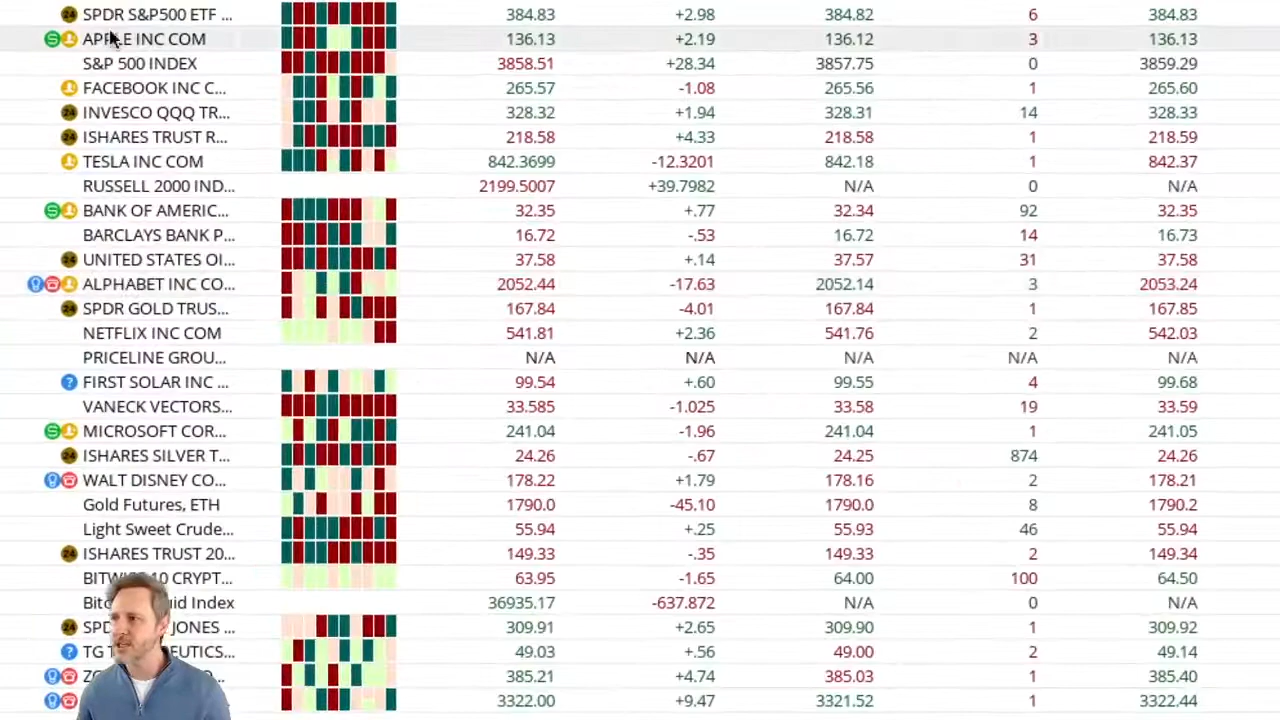 24 SPDR S&P500 ETF ... 384.83 +2.98 384.82 6 384.83
S APPLE INC COM 136.13 +2.19 136.12 3 136.13
S&P 500 INDEX 3858.51 +28.34 3857.75 0 3859.29
FACEBOOK INC C... 265.57 -1.08 265.56 1 265.60
24 INVESCO QQQ TR... 328.32 +1.94 328.31 14 328.33
24 ISHARES TRUST R... 218.58 +4.33 218.58 1 218.59
TESLA INC COM 842.3699 -12.3201 842.18 1 842.37
RUSSELL 2000 IND... 2199.5007 +39.7982 N/A 0 N/A
S BANK OF AMERIC... 32.35 +.77 32.34 92 32.35
BARCLAYS BANK P... 16.72 -.53 16.72 14 16.73
24 UNITED STATES OI... 37.58 +.14 37.57 31 37.58
ALPHABET INC CO... 2052.44 -17.63 2052.14 3 2053.24
24 SPDR GOLD TRUS... 167.84 -4.01 167.84 1 167.85
NETFLIX INC COM 541.81 +2.36 541.76 2 542.03
PRICELINE GROU... N/A N/A N/A N/A N/A
? FIRST SOLAR INC ... 99.54 +.60 99.55 4 99.68
VANECK VECTORS... 33.585 -1.025 33.58 19 33.59
S MICROSOFT COR... 241.04 -1.96 241.04 1 241.05
24 ISHARES SILVER T... 24.26 -.67 24.25 874 24.26
WALT DISNEY CO... 178.22 +1.79 178.16 2 178.21
Gold Futures, ETH 1790.0 -45.10 1790.0 8 1790.2
Light Sweet Crude... 55.94 +.25 55.93 46 55.94
24 ISHARES TRUST 20... 149.33 -.35 149.33 2 149.34
10 CRYPT... 63.95 -1.65 64.00 100 64.50
Index 36935.17 -637.872 N/A 0 N/A
24 JONES ... 309.91 +2.65 309.90 1 309.92
? TG 49.03 +.56 49.00 2 49.14
385.21 +4.74 385.03 1 385.40
3322.00 +9.47 3321.52 1 3322.44